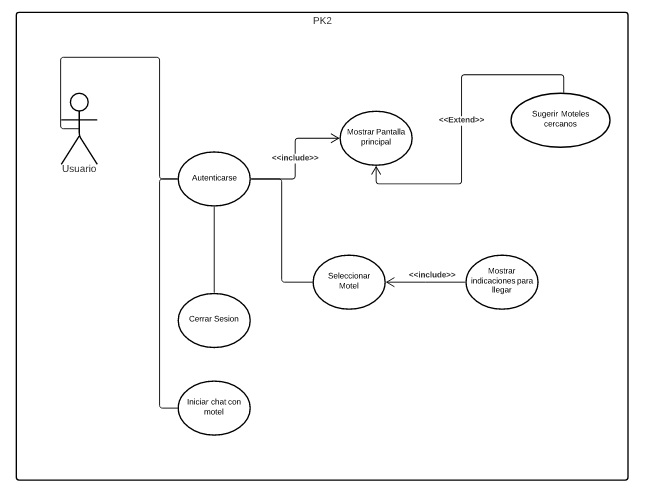 PK2
Usuario
Autenticarse
<<include>>
Mostrar Pantalla
principal
<<Extend>>
Sugerir Moteles
cercanos
Cerrar Sesion
Seleccionar
Motel
<<include>>
Mostrar
indicaciones para
llegar
Iniciar chat con
motel